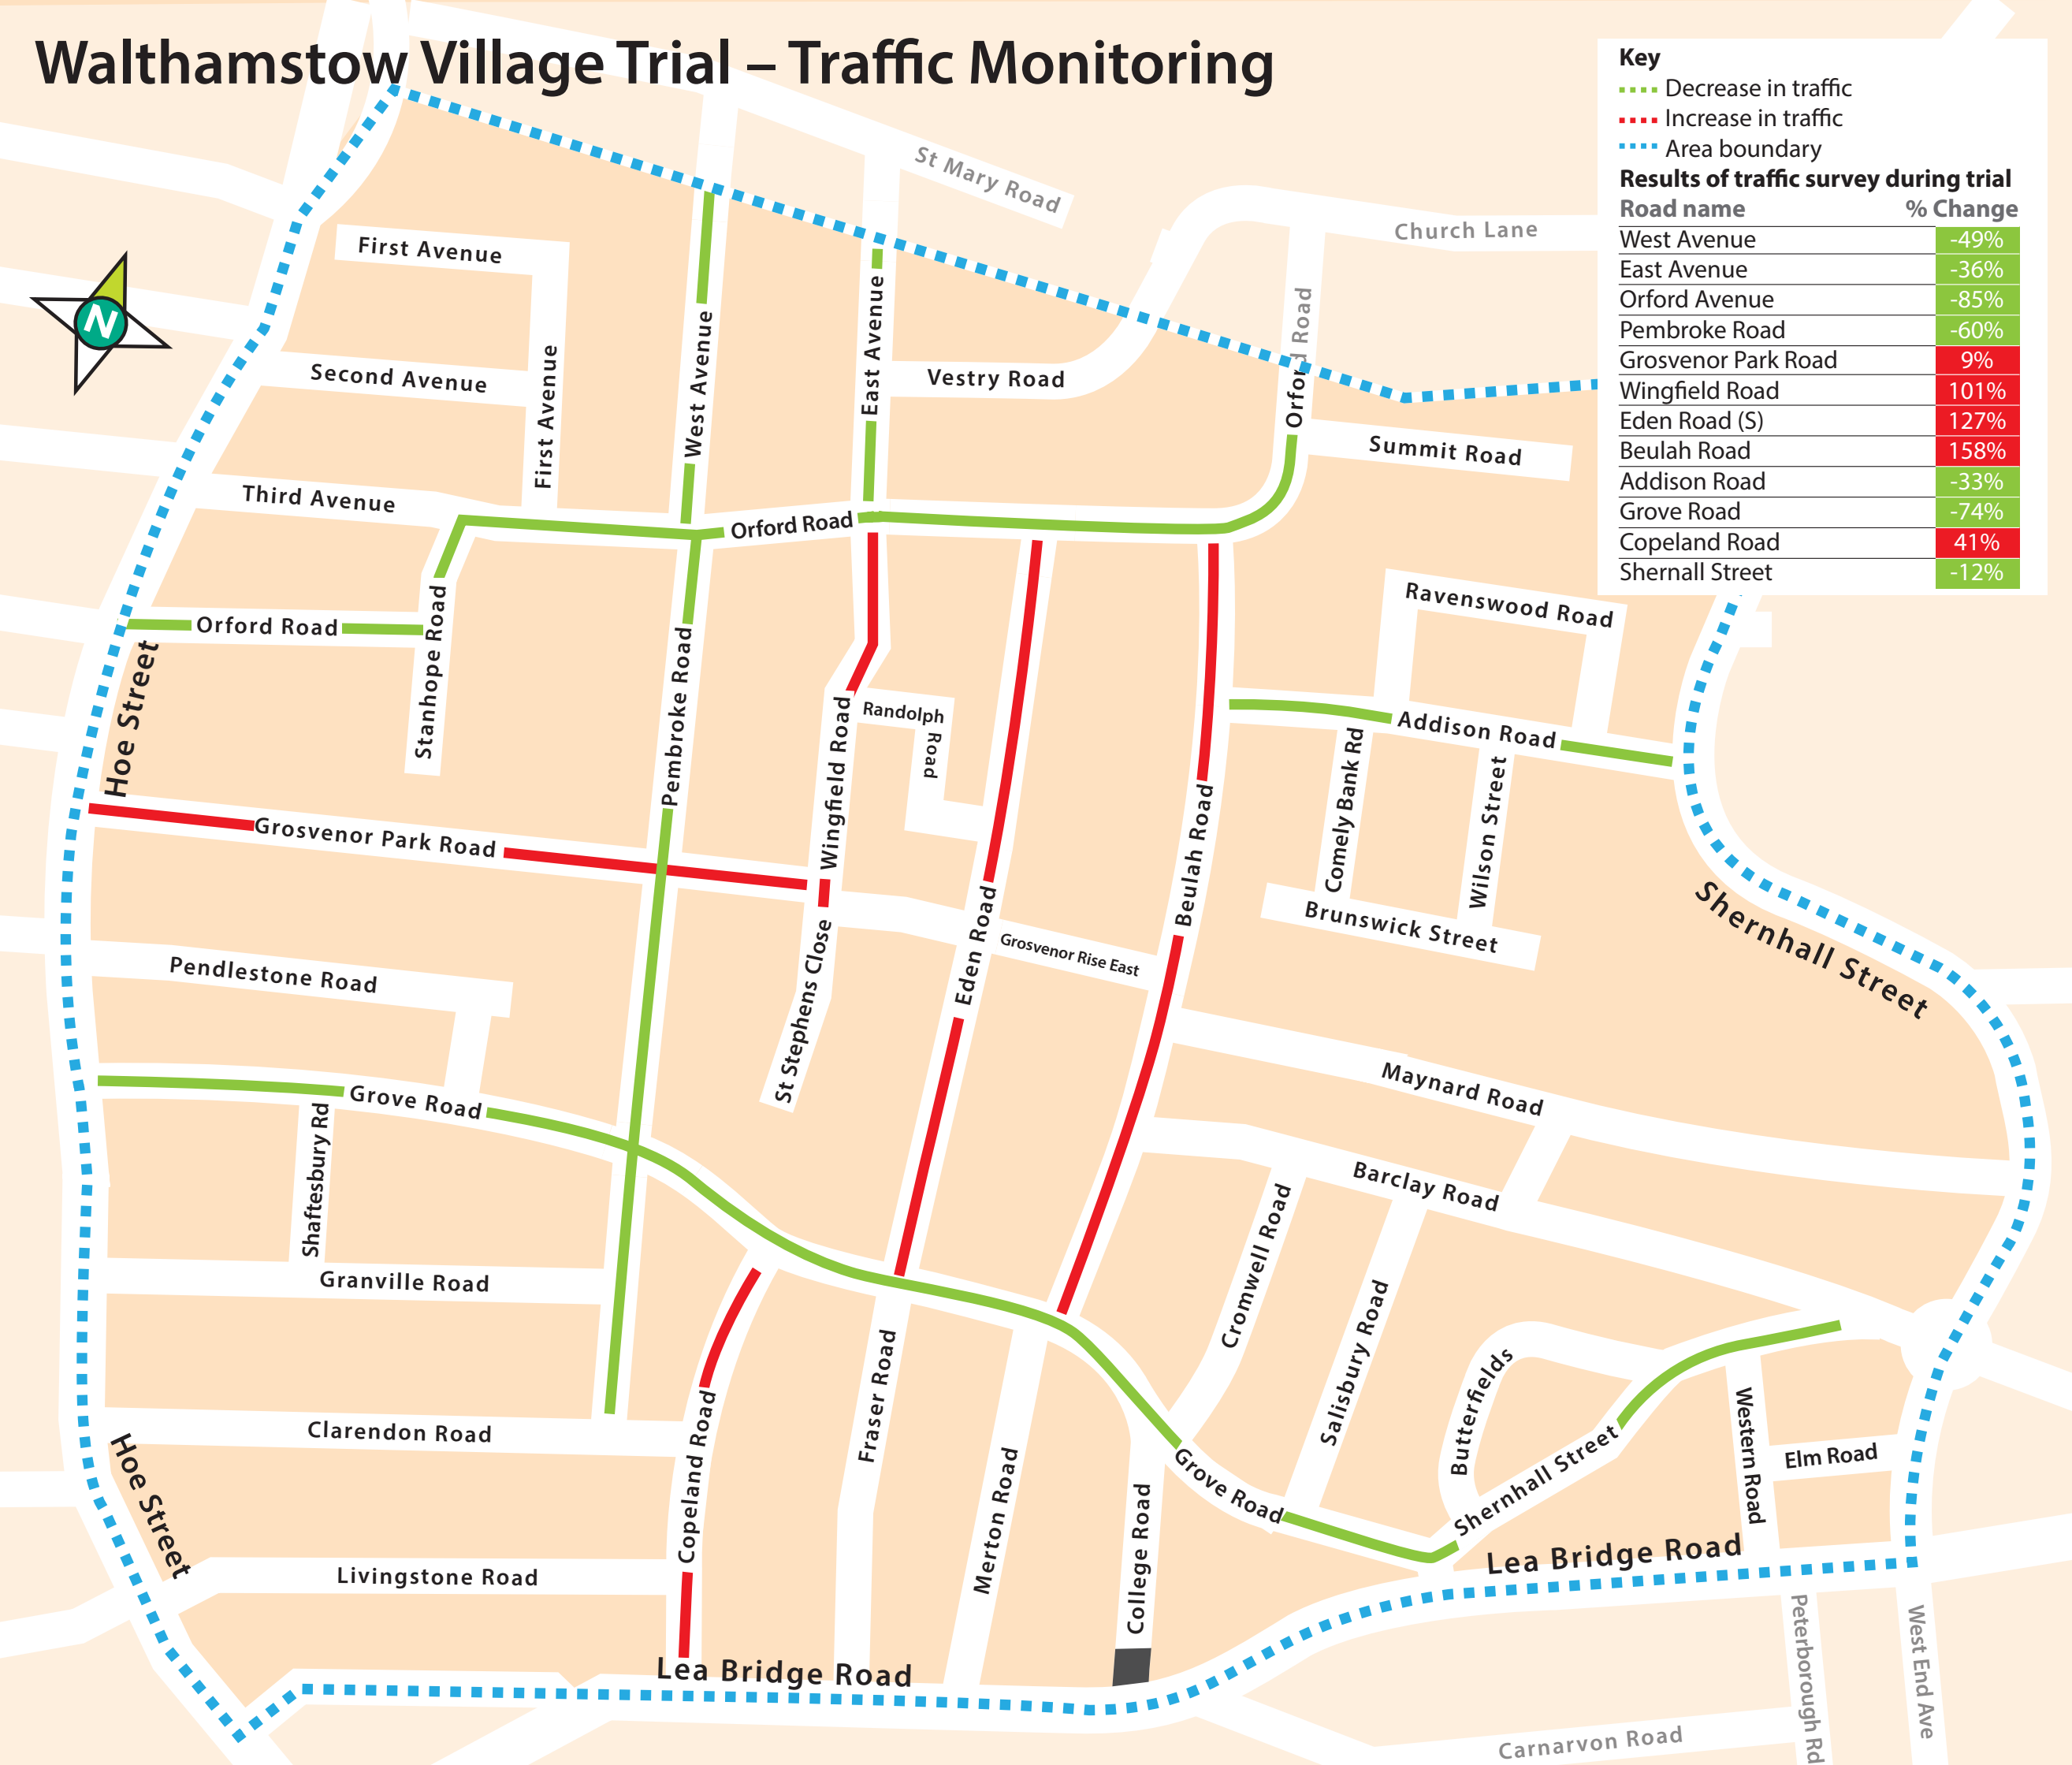 Walthamstow Village Trial – Traffic Monitoring
Key
Decrease in traffic
Increase in traffic
Area boundary
Results of traffic survey during trial
Road name % Change
West Avenue -49%
East Avenue -36%
Orford Avenue -85%
Pembroke Road -60%
Grosvenor Park Road 9%
Wingfield Road 101%
Eden Road (S) 127%
Beulah Road 158%
Addison Road -33%
Grove Road -74%
Copeland Road 41%
Shernall Street -12%
St Mary Road
Church Lane
First Avenue
N
Orford Road
Second Avenue
First Avenue
West Avenue
East Avenue
Vestry Road
Summit Road
Third Avenue
Orford Road
Ravenswood Road
Orford Road
Stanhope Road
Hoe Street
Pembroke Road
Wingfield Road
Randolph
Road
Addison Road
Comely Bank Rd
Wilson Street
Beulah Road
Grosvenor Park Road
Brunswick Street
Shernhall Street
Eden Road
Grosvenor Rise East
St Stephens Close
Pendlestone Road
Maynard Road
Grove Road
Shaftesbury Rd
Barclay Road
Cromwell Road
Granville Road
Salisbury Road
Fraser Road
Butterfields
Clarendon Road
Copeland Road
Hoe Street
Merton Road
Grove Road
Shernhall Street
Western Road
Elm Road
College Road
Livingstone Road
Lea Bridge Road
Lea Bridge Road
Peterborough Rd
West End Ave
Carnarvon Road